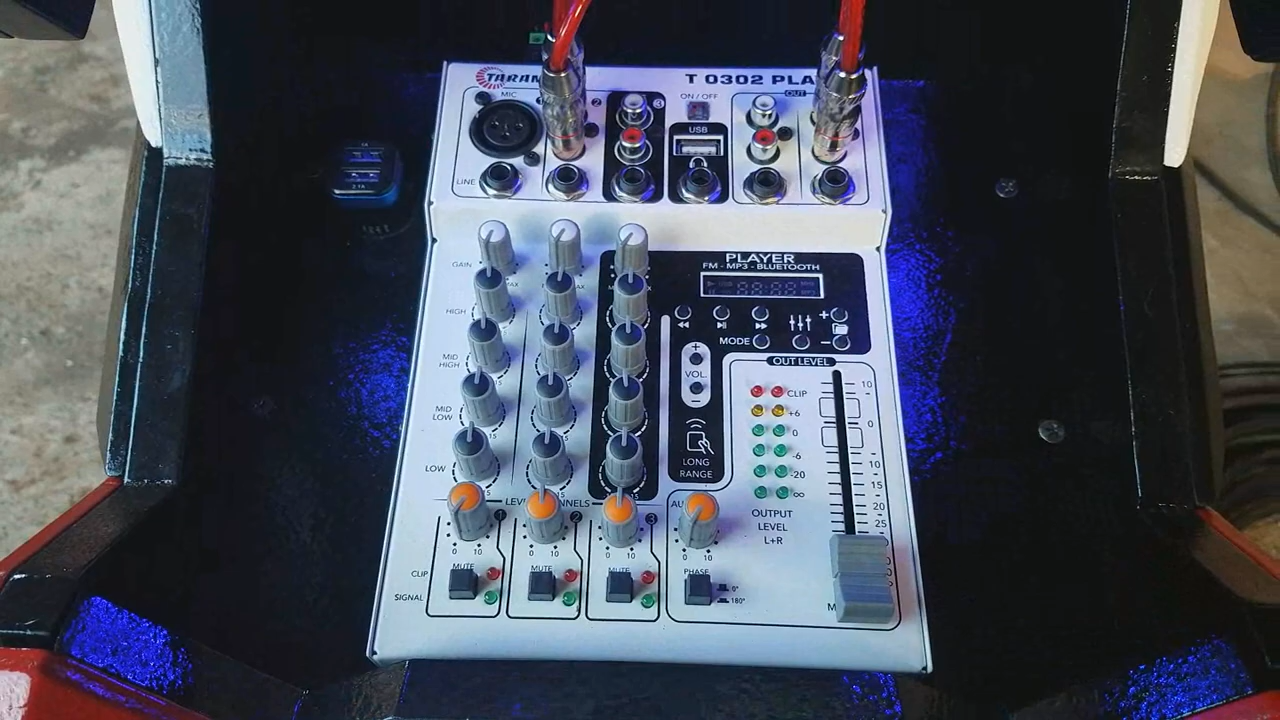 T 0302
MIC
2
3
ON / OFF
OUT
USB
LINE
PLAYER
FM - MP3 - BLUETOOTH
GAIN
HIGH
MID
HIGH
MID
LOW
LOW
MODE
+
VOL.
−
+
−
LONG
RANGE
OUT LEVEL
CLIP
+6
0
-6
-20
∞
OUTPUT
LEVEL
L+R
10
0
10
15
20
25
1
2
3
0 10
0 10
0 10
0 10
MUTE
MUTE
MUTE
PHASE
CLIP
SIGNAL
0°
180°
2.1A